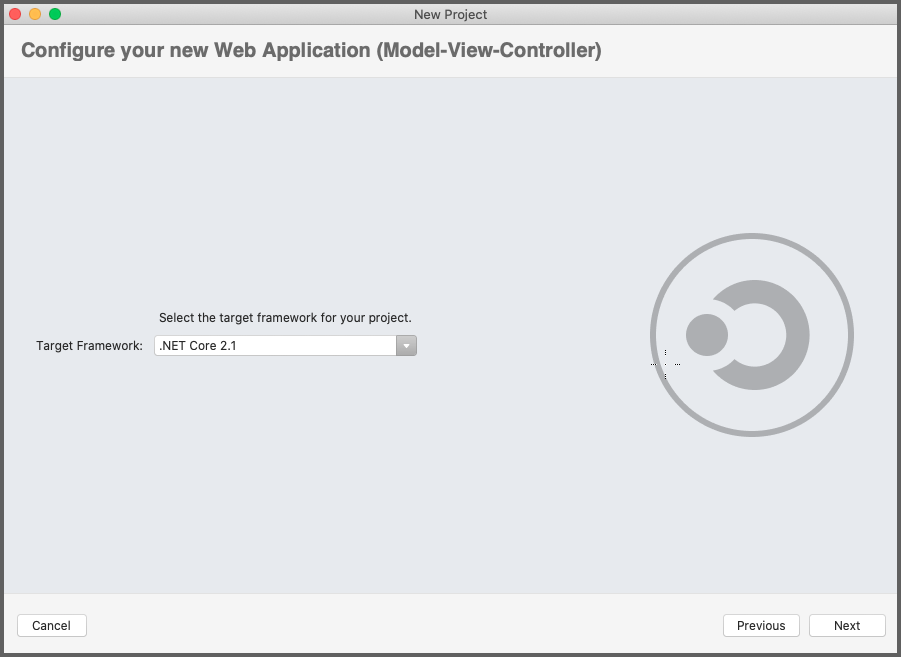 New Project
Configure your new Web Application (Model-View-Controller)
Select the target framework for your project.
Target Framework: .NET Core 2.1
Cancel Previous Next